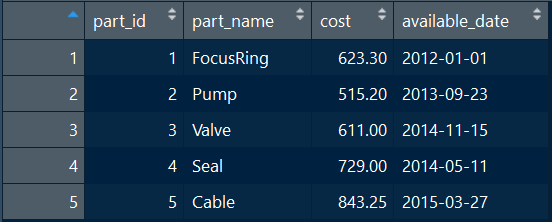 part_id part_name cost available_date
1 1 FocusRing 623.30 2012-01-01
2 2 Pump 515.20 2013-09-23
3 3 Valve 611.00 2014-11-15
4 4 Seal 729.00 2014-05-11
5 5 Cable 843.25 2015-03-27